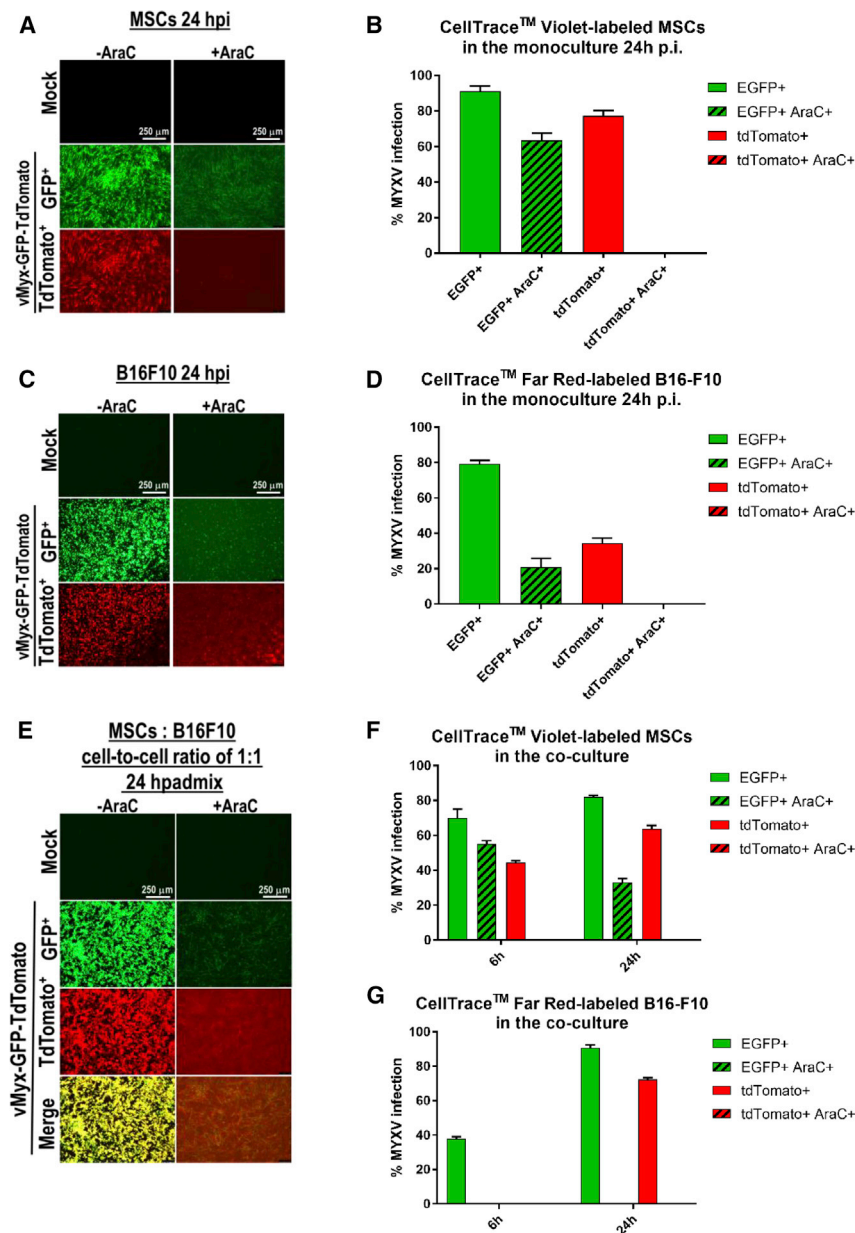 A
MSCs 24 hpi
-AraC +AraC
Mock
250 µm 250 µm
vMyx-GFP-TdTomato
GFP+
TdTomato+
B
CellTrace™ Violet-labeled MSCs
in the monoculture 24h p.i.
% MYXV infection
100
80
60
40
20
0
EGFP+
EGFP+ AraC+
tdTomato+
tdTomato+ AraC+
EGFP+
EGFP+ AraC+
tdTomato+
tdTomato+ AraC+
C
B16F10 24 hpi
-AraC +AraC
Mock
250 µm 250 µm
vMyx-GFP-TdTomato
GFP+
TdTomato+
D
CellTrace™ Far Red-labeled B16-F10
in the monoculture 24h p.i.
% MYXV infection
100
80
60
40
20
0
EGFP+
EGFP+ AraC+
tdTomato+
tdTomato+ AraC+
EGFP+
EGFP+ AraC+
tdTomato+
tdTomato+ AraC+
E
MSCs : B16F10
cell-to-cell ratio of 1:1
24 hpadmix
-AraC +AraC
Mock
250 µm 250 µm
vMyx-GFP-TdTomato
GFP+
TdTomato+
Merge
F
CellTrace™ Violet-labeled MSCs
in the co-culture
% MYXV infection
100
80
60
40
20
0
6h 24h
EGFP+
EGFP+ AraC+
tdTomato+
tdTomato+ AraC+
G
CellTrace™ Far Red-labeled B16-F10
in the co-culture
% MYXV infection
100
80
60
40
20
0
6h 24h
EGFP+
EGFP+ AraC+
tdTomato+
tdTomato+ AraC+